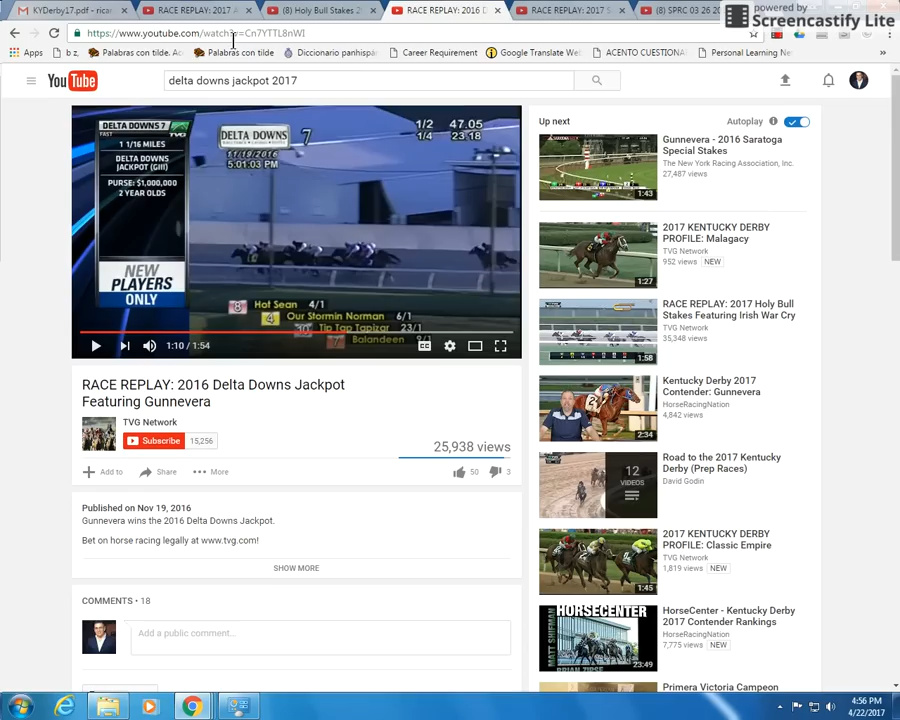 KYDerby17.pdf - rica
RACE REPLAY: 2017 A
(8) Holy Bull Stakes 2
RACE REPLAY: 2016 D
RACE REPLAY: 2017 S
(8) SPRC 03 26 20
powered by
Screencastify Lite
https://www.youtube.com/watch?v=Cn7YTTL8nWI
Apps
b z,
Palabras con tilde. Ac
Palabras con tilde
Diccionario panhispa
Career Requirement
Google Translate Web
ACENTO CUESTIONA
Personal Learning Ne
YouTube
delta downs jackpot 2017
DELTA DOWNS 7
FAST
TVG
1 1/16 MILES
DELTA DOWNS
JACKPOT (GIII)
PURSE: $1,000,000
2 YEAR OLDS
NEW
PLAYERS
ONLY
DELTA DOWNS
7
11/19/2016
5:01:03 PM
1/2 47.05
1/4 23.18
8 Hot Sean 4/1
4 Our Stormin Norman 6/1
10 Tip Tap Tapizar 23/1
7 Balandeen
1:10 / 1:54
CC
RACE REPLAY: 2016 Delta Downs Jackpot
Featuring Gunnevera
TVG Network
Subscribe 15,256
25,938 views
Add to
Share
More
50
3
Published on Nov 19, 2016
Gunnevera wins the 2016 Delta Downs Jackpot.
Bet on horse racing legally at www.tvg.com!
SHOW MORE
COMMENTS • 18
Add a public comment...
Up next
Autoplay
Gunnevera - 2016 Saratoga
Special Stakes
The New York Racing Association, Inc.
27,487 views
1:43
2017 KENTUCKY DERBY
PROFILE: Malagacy
TVG Network
952 views NEW
1:27
RACE REPLAY: 2017 Holy Bull
Stakes Featuring Irish War Cry
TVG Network
35,348 views
1:58
Kentucky Derby 2017
Contender: Gunnevera
HorseRacingNation
4,842 views
2:34
Road to the 2017 Kentucky
Derby (Prep Races)
David Godin
12
VIDEOS
2017 KENTUCKY DERBY
PROFILE: Classic Empire
TVG Network
1,819 views NEW
1:45
HorseCenter - Kentucky Derby
2017 Contender Rankings
HorseRacingNation
7,775 views NEW
HORSECENTER
MATT SHIFMAN
BRIAN ZIPSE
23:49
Primera Victoria Campeon
4:56 PM
4/22/2017